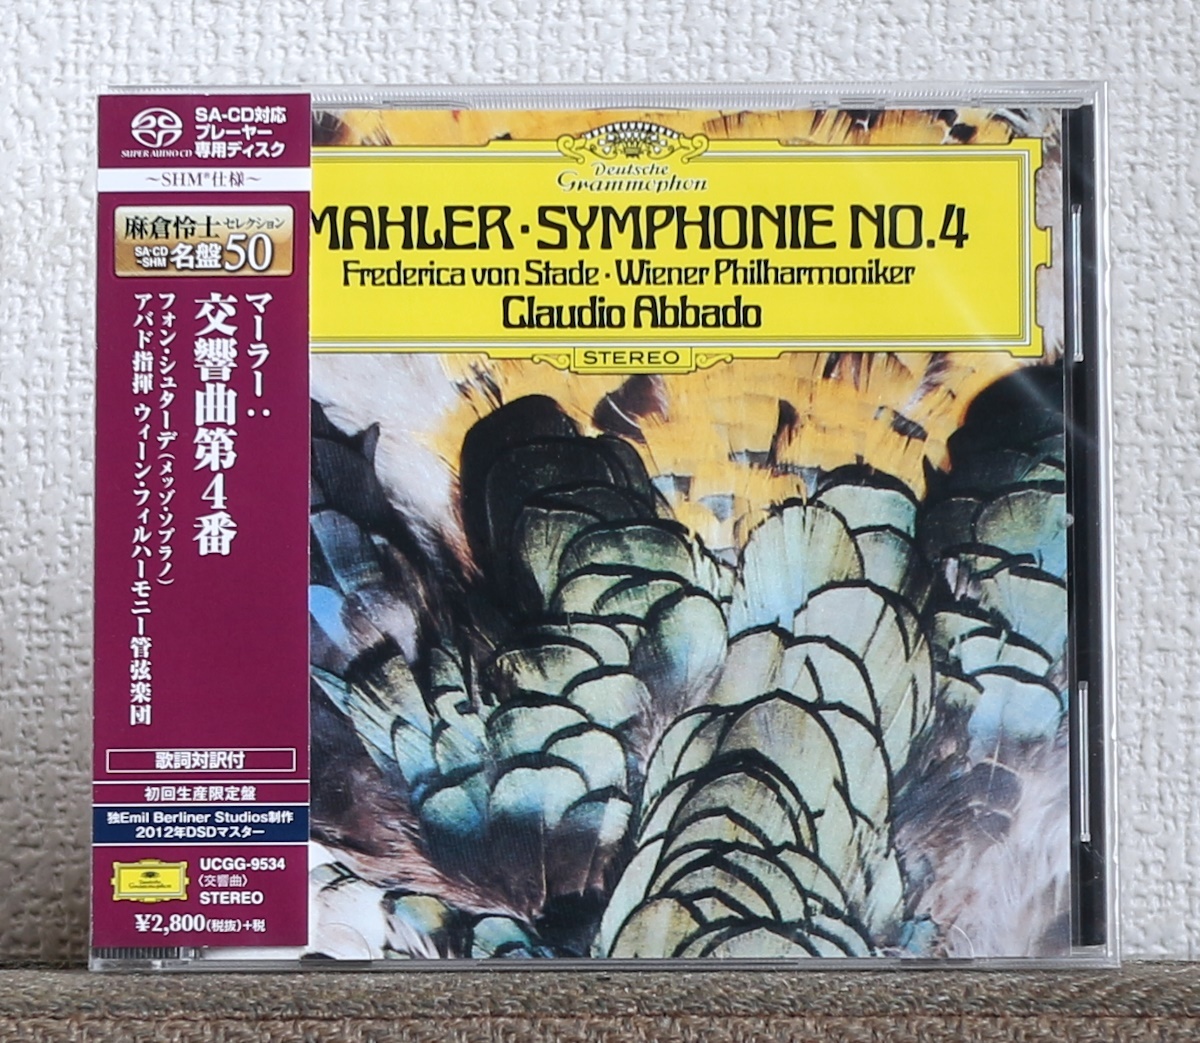 SA-CD対応
プレーヤー
専用ディスク
SUPER AUDIO CD
～SHM®仕様～
麻倉怜士セレクション
SA-CD
~SHM 名盤50
マーラー：
交響曲第4番
フォン・シュターデ（メッゾ・ソプラノ）
アバド指揮 ウィーン・フィルハーモニー管弦楽団
歌詞対訳付
初回生産限定盤
独Emil Berliner Studios制作
2012年DSDマスター
Deutsche
Grammophon
UCGG-9534
〈交響曲〉
STEREO
¥2,800(税抜)+税
Deutsche
Grammophon
MAHLER·SYMPHONIE NO.4
Frederica von Stade·Wiener Philharmoniker
Claudio Abbado
STEREO